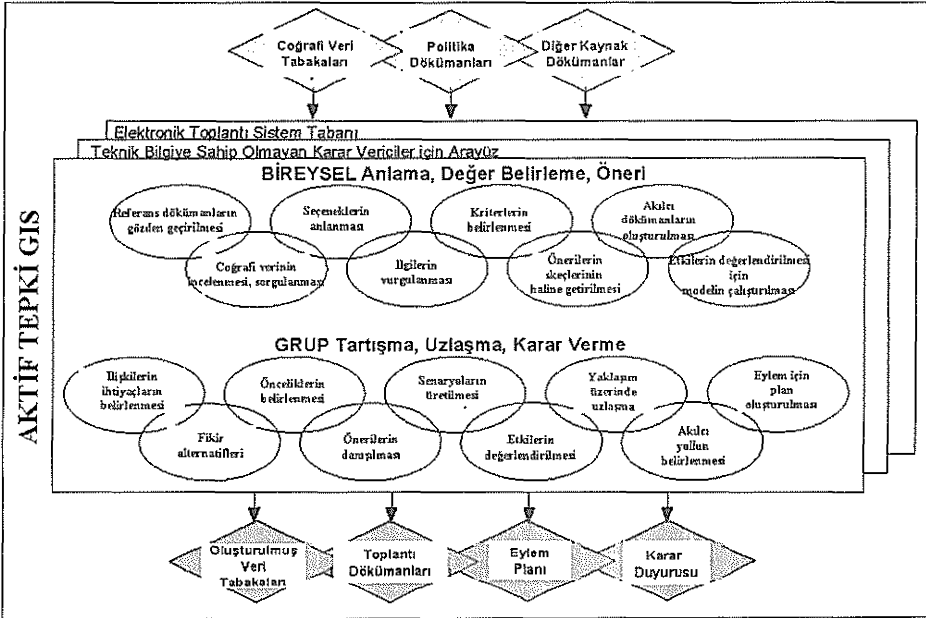 Coğrafi Veri
Tabakaları
Politika
Dökümanları
Diğer Kaynak
Dökümanlar
Elektronik Toplantı Sistem Tabanı
Teknik Bilgiye Sahip Olmayan Karar Vericiler için Arayüz
AKTİF TEPKİ GIS
BİREYSEL Anlama, Değer Belirleme, Öneri
Referans dökümanların
gözden geçirilmesi
Seçeneklerin
anlanması
Kriterlerin
belirlenmesi
Akılcı
dökümanların
oluşturulması
Coğrafi verinin
incelenmesi, sorgulanması
İlgilerin
vurgulanması
Önerilerin
skeçlerinin
haline getirilmesi
Etkilerin değerlendirilmesi
için
modelin çalıştırılması
GRUP Tartışma, Uzlaşma, Karar Verme
İlişkilerin
ihtiyaçların
belirlenmesi
Önceliklerin
belirlenmesi
Senaryoların
üretilmesi
Yaklaşım
üzerinde
uzlaşma
Eylem için
plan
oluşturulması
Fikir
alternatifleri
Önerilerin
danışılması
Etkilerin
değerlendirilmesi
Akılcı
yollun
belirlenmesi
Oluşturulmuş
Veri
Tabakaları
Toplantı
Dökümanları
Eylem
Planı
Karar
Duyurusu